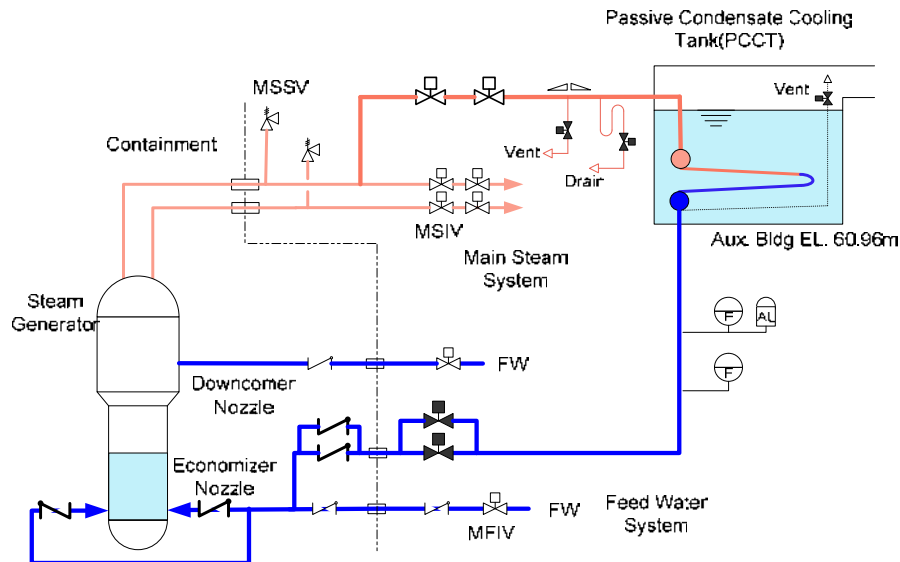 Passive Condensate Cooling
Tank(PCCT)
MSSV
Vent
Containment
Vent
Drair
MSIV
Aux. Bldg EL. 60.96m
Main Steam
System
Steam
Generator
F
AL
F
FW
Downcomer
Nozzle
Economizer
Nozzle
FW
Feed Water
System
MFIV